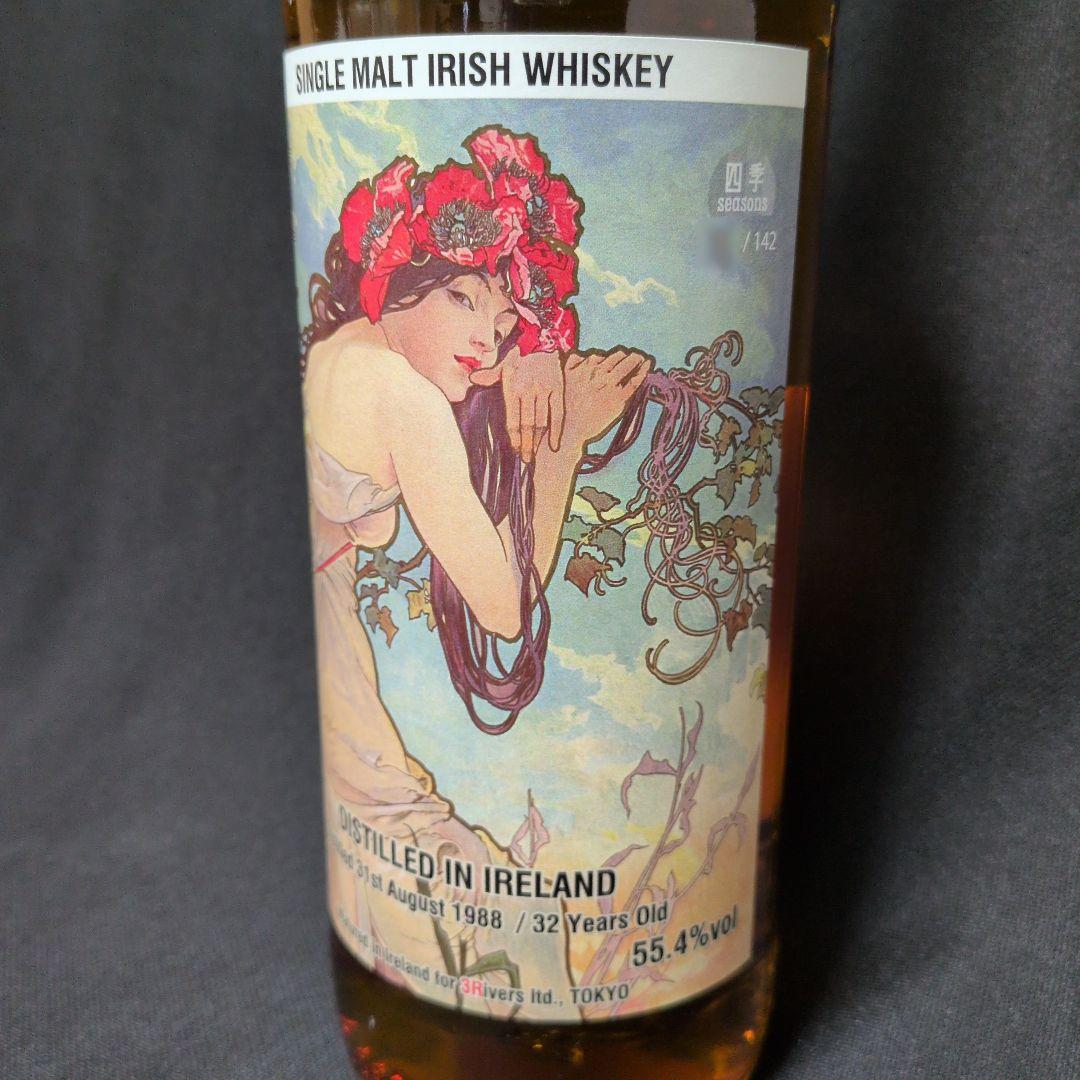 SINGLE MALT IRISH WHISKEY
四季
seasons
/ 142
DISTILLED IN IRELAND
31st August 1988 / 32 Years Old
55.4%vol
in Ireland for 3Rivers ltd., TOKYO